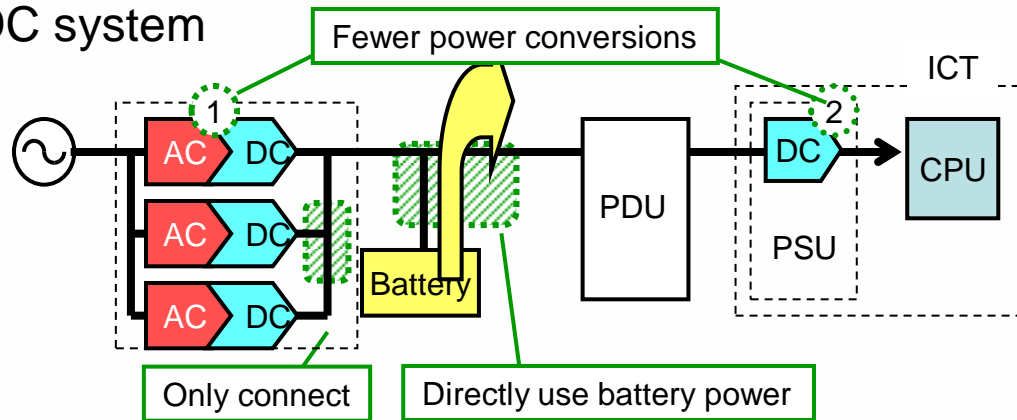 DC system
Fewer power conversions
ICT
1
2
AC DC
DC
CPU
AC DC
PDU
PSU
Battery
AC DC
Only connect
Directly use battery power